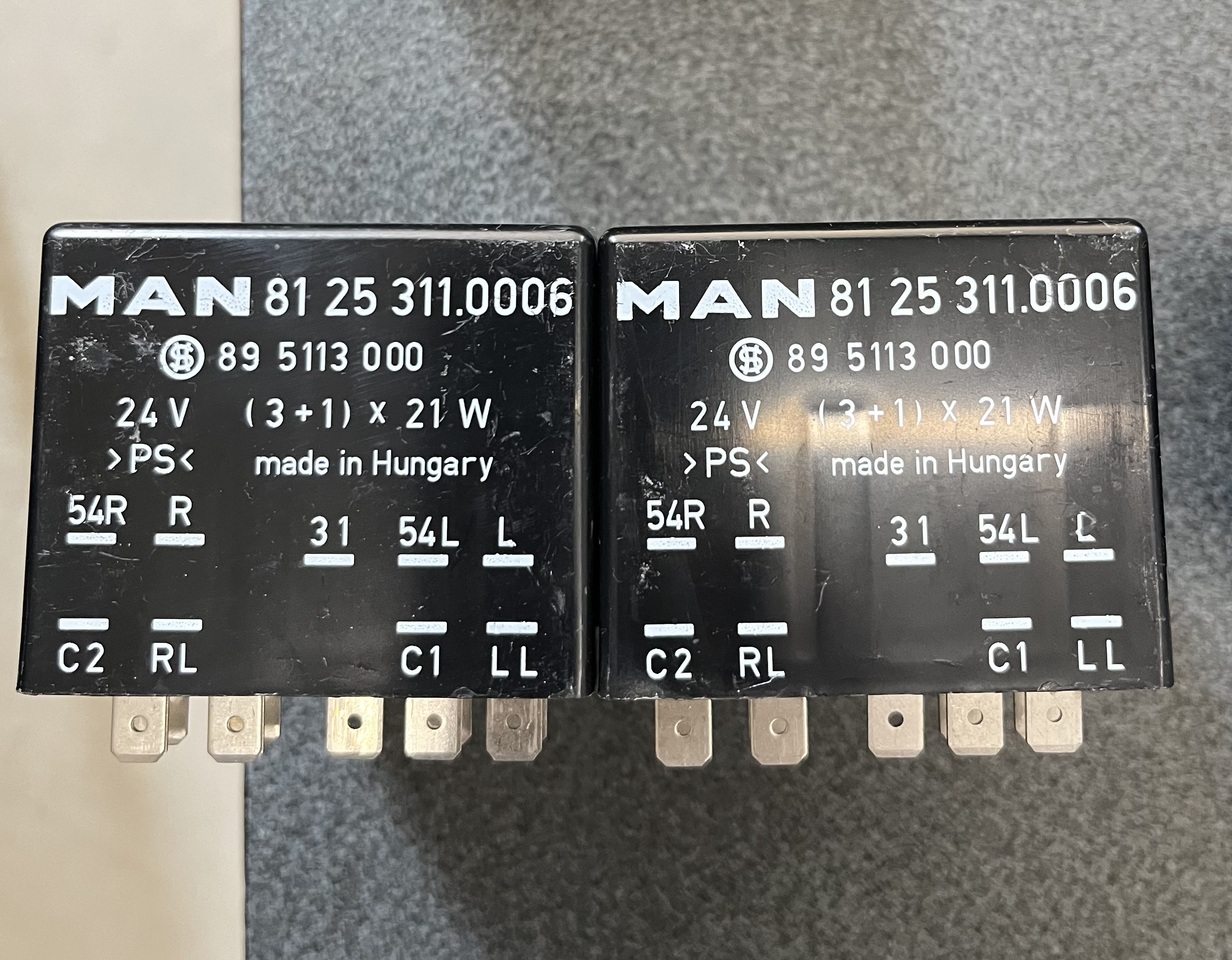 MAN 81 25 311.0006
89 5113 000
24 V (3+1) x 21 W
>PS< made in Hungary
54R R 31 54L L
C2 RL C1 LL
MAN 81 25 311.0006
89 5113 000
24 V (3+1) x 21 W
>PS< made in Hungary
54R R 31 54L L
C2 RL C1 LL